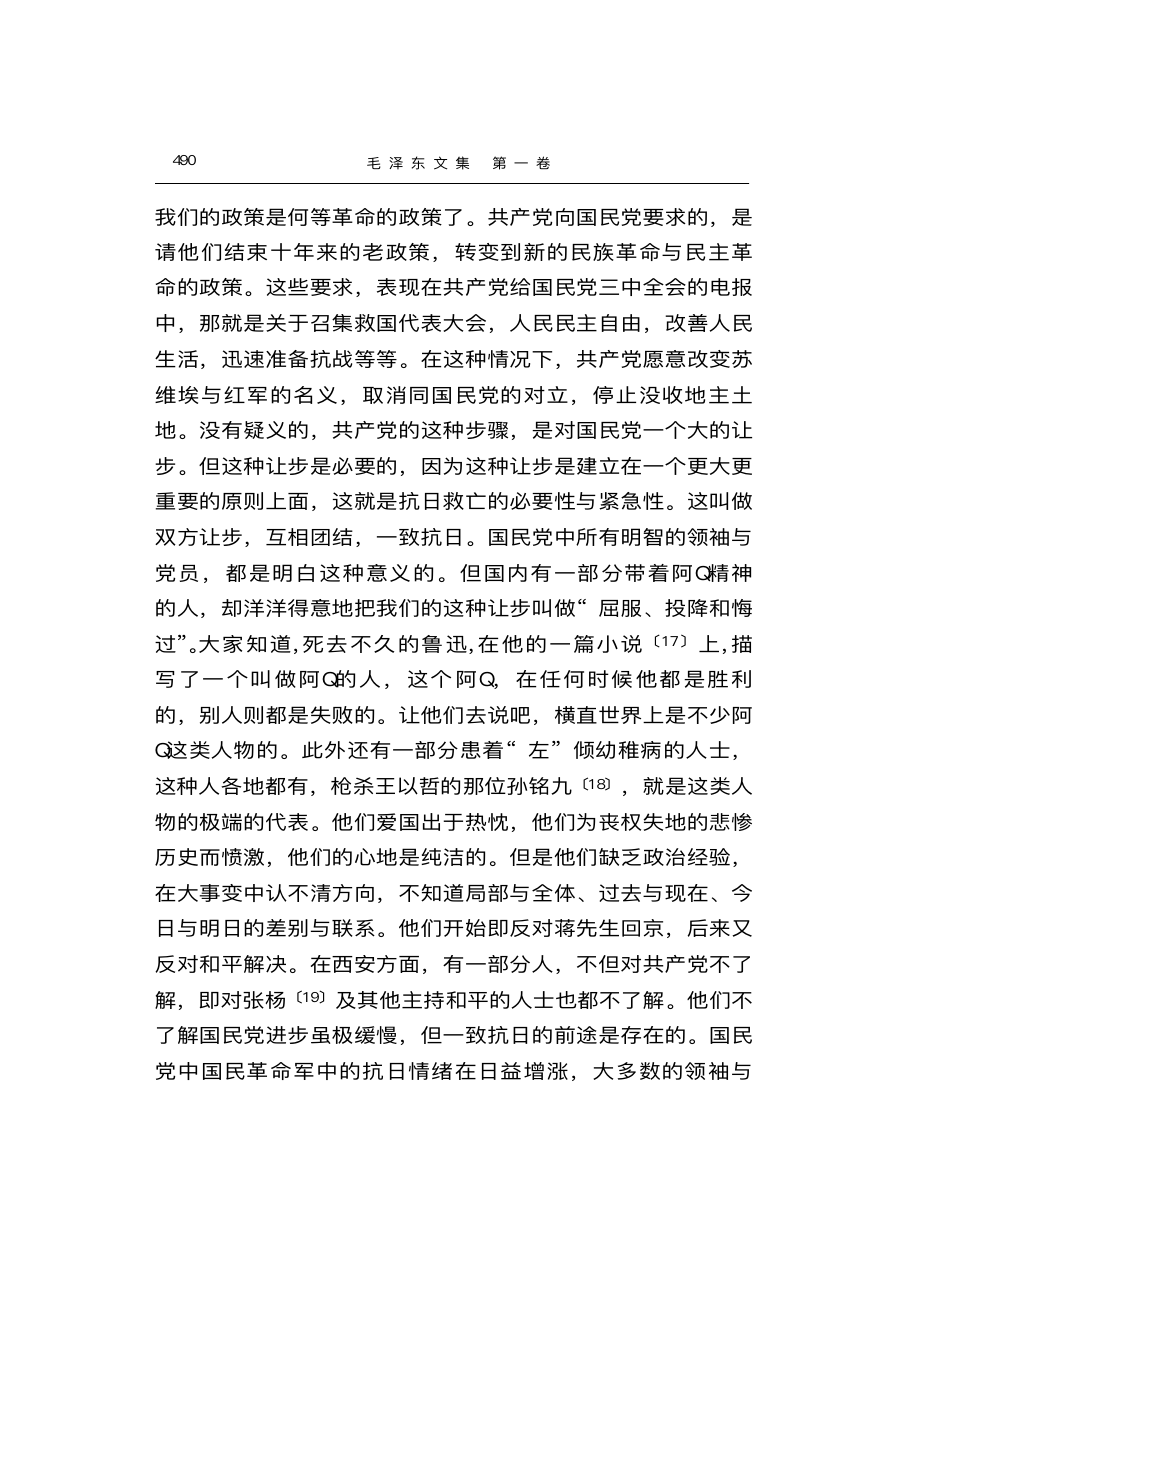 490
毛泽东文集 第一卷
我们的政策是何等革命的政策了。共产党向国民党要求的，是
请他们结束十年来的老政策，转变到新的民族革命与民主革
命的政策。这些要求，表现在共产党给国民党三中全会的电报
中，那就是关于召集救国代表大会，人民民主自由，改善人民
生活，迅速准备抗战等等。在这种情况下，共产党愿意改变苏
维埃与红军的名义，取消同国民党的对立，停止没收地主土
地。没有疑义的，共产党的这种步骤，是对国民党一个大的让
步。但这种让步是必要的，因为这种让步是建立在一个更大更
重要的原则上面，这就是抗日救亡的必要性与紧急性。这叫做
双方让步，互相团结，一致抗日。国民党中所有明智的领袖与
党员，都是明白这种意义的。但国内有一部分带着阿Q精神
的人，却洋洋得意地把我们的这种让步叫做“屈服、投降和悔
过”。大家知道，死去不久的鲁迅，在他的一篇小说〔17〕上，描
写了一个叫做阿Q的人，这个阿Q，在任何时候他都是胜利
的，别人则都是失败的。让他们去说吧，横直世界上是不少阿
Q这类人物的。此外还有一部分患着“左”倾幼稚病的人士，
这种人各地都有，枪杀王以哲的那位孙铭九〔18〕，就是这类人
物的极端的代表。他们爱国出于热忱，他们为丧权失地的悲惨
历史而愤激，他们的心地是纯洁的。但是他们缺乏政治经验，
在大事变中认不清方向，不知道局部与全体、过去与现在、今
日与明日的差别与联系。他们开始即反对蒋先生回京，后来又
反对和平解决。在西安方面，有一部分人，不但对共产党不了
解，即对张杨〔19〕及其他主持和平的人士也都不了解。他们不
了解国民党进步虽极缓慢，但一致抗日的前途是存在的。国民
党中国民革命军中的抗日情绪在日益增涨，大多数的领袖与